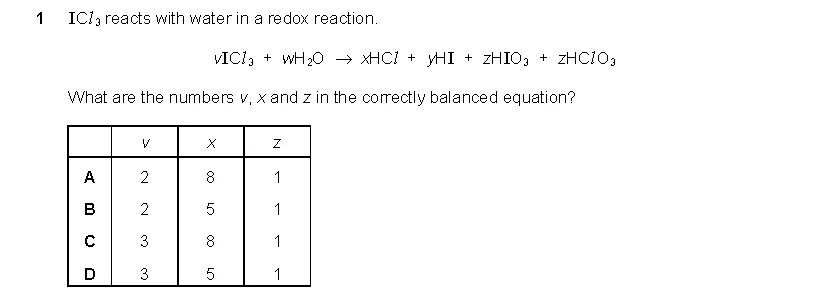 1 ICl₃ reacts with water in a redox reaction.
vICl₃ + wH₂O → xHCl + yHI + zHIO₃ + zHClO₃
What are the numbers v, x and z in the correctly balanced equation?
v x z
A 2 8 1
B 2 5 1
C 3 8 1
D 3 5 1